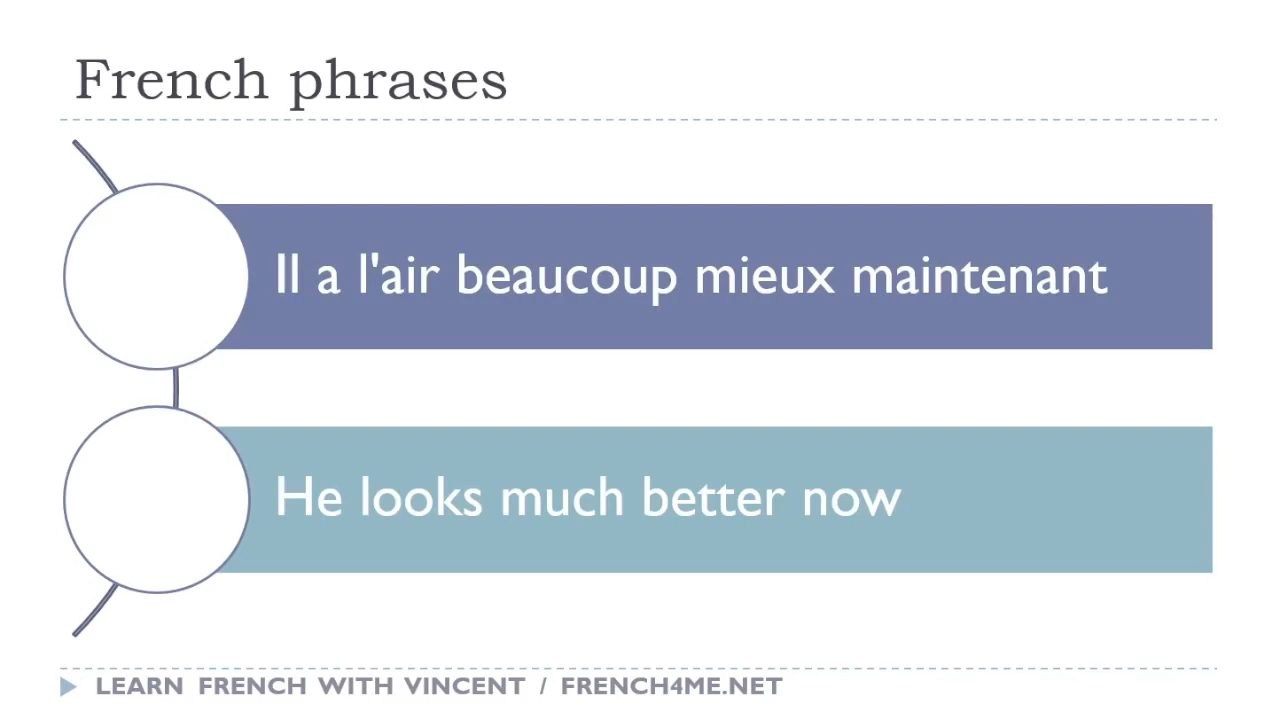 French phrases
Il a l'air beaucoup mieux maintenant
He looks much better now
LEARN FRENCH WITH VINCENT / FRENCH4ME.NET